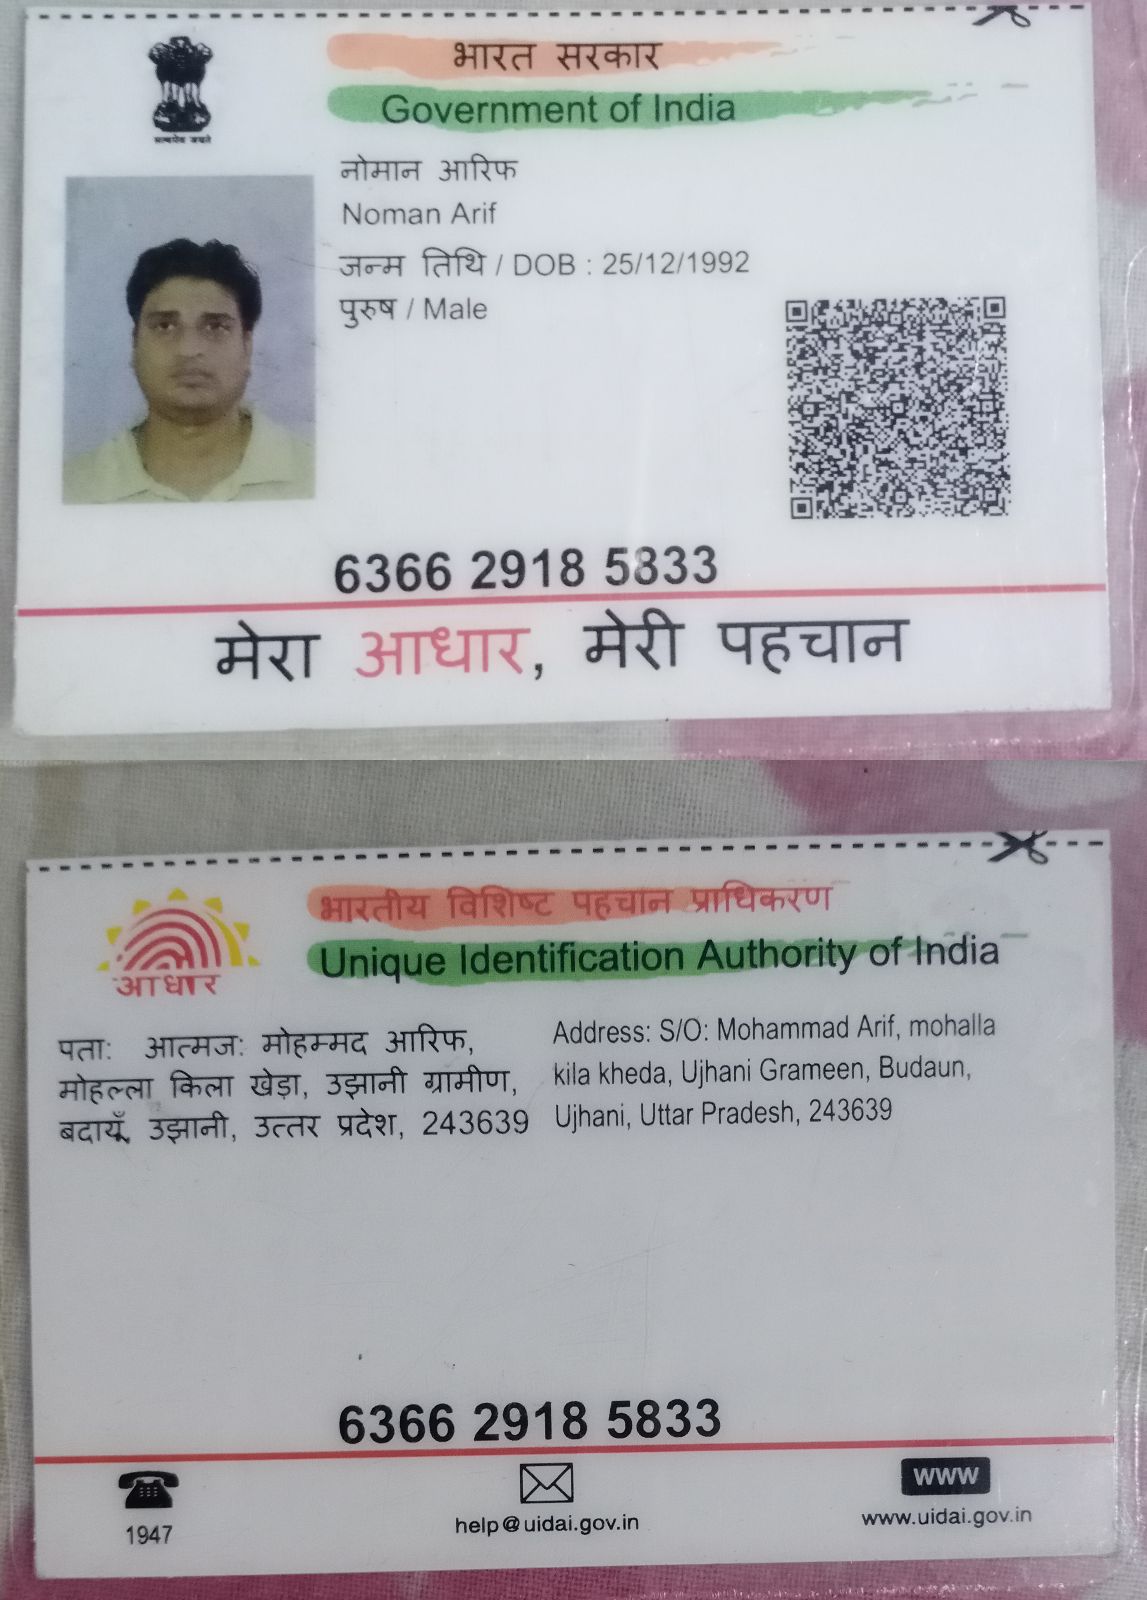 सत्यमेव जयते
भारत सरकार
Government of India
नोमान आरिफ
Noman Arif
जन्म तिथि / DOB : 25/12/1992
पुरुष / Male
6366 2918 5833
मेरा आधार, मेरी पहचान
भारतीय विशिष्ट पहचान प्राधिकरण
Unique Identification Authority of India
आधार
पता: आत्मज: मोहम्मद आरिफ,
मोहल्ला किला खेड़ा, उझानी ग्रामीण,
बदायूँ, उझानी, उत्तर प्रदेश, 243639
Address: S/O: Mohammad Arif, mohalla
kila kheda, Ujhani Grameen, Budaun,
Ujhani, Uttar Pradesh, 243639
6366 2918 5833
1947
help@uidai.gov.in
www
www.uidai.gov.in